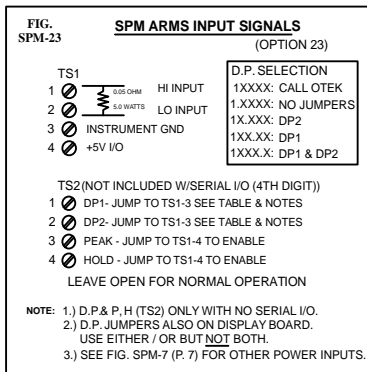 FIG.
SPM-23
SPM ARMS INPUT SIGNALS
(OPTION 23)
TS1
1
0.05 OHM
HI INPUT
5.0 WATTS
2
LO INPUT
3 INSTRUMENT GND
4 +5V I/O
D.P. SELECTION
1XXXX: CALL OTEK
1.XXXX: NO JUMPERS
1X.XXX: DP2
1XX.XX: DP1
1XXX.X: DP1 & DP2
TS2 (NOT INCLUDED W/SERIAL I/O (4TH DIGIT))
1 DP1- JUMP TO TS1-3 SEE TABLE & NOTES
2 DP2- JUMP TO TS1-3 SEE TABLE & NOTES
3 PEAK - JUMP TO TS1-4 TO ENABLE
4 HOLD - JUMP TO TS1-4 TO ENABLE
LEAVE OPEN FOR NORMAL OPERATION
NOTE: 1.) D.P.& P, H (TS2) ONLY WITH NO SERIAL I/O.
2.) D.P. JUMPERS ALSO ON DISPLAY BOARD.
USE EITHER / OR BUT NOT BOTH.
3.) SEE FIG. SPM-7 (P. 7) FOR OTHER POWER INPUTS.